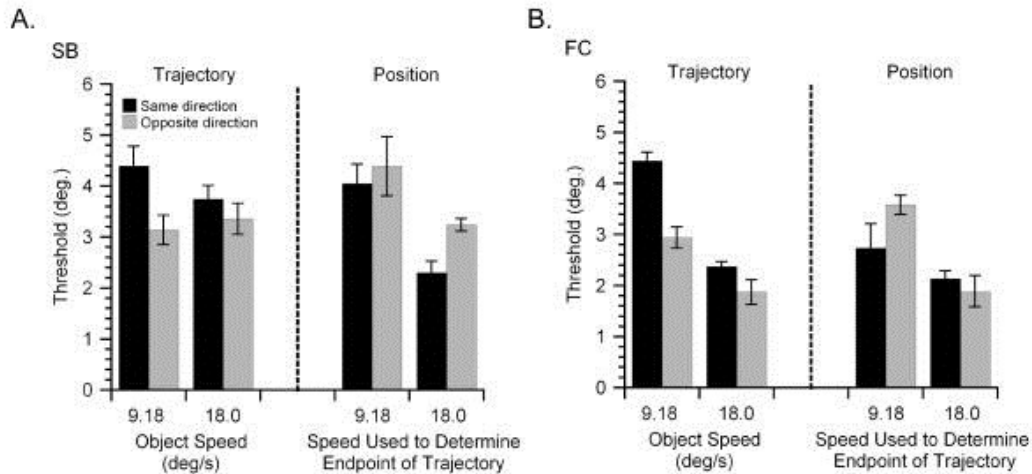 A.
SB
Trajectory
Position
Same direction
Opposite direction
Threshold (deg.)
6
5
4
3
2
1
0
9.18
18.0
9.18
18.0
Object Speed
(deg/s)
Speed Used to Determine
Endpoint of Trajectory
B.
FC
Trajectory
Position
Threshold (deg.)
6
5
4
3
2
1
0
9.18
18.0
9.18
18.0
Object Speed
(deg/s)
Speed Used to Determine
Endpoint of Trajectory